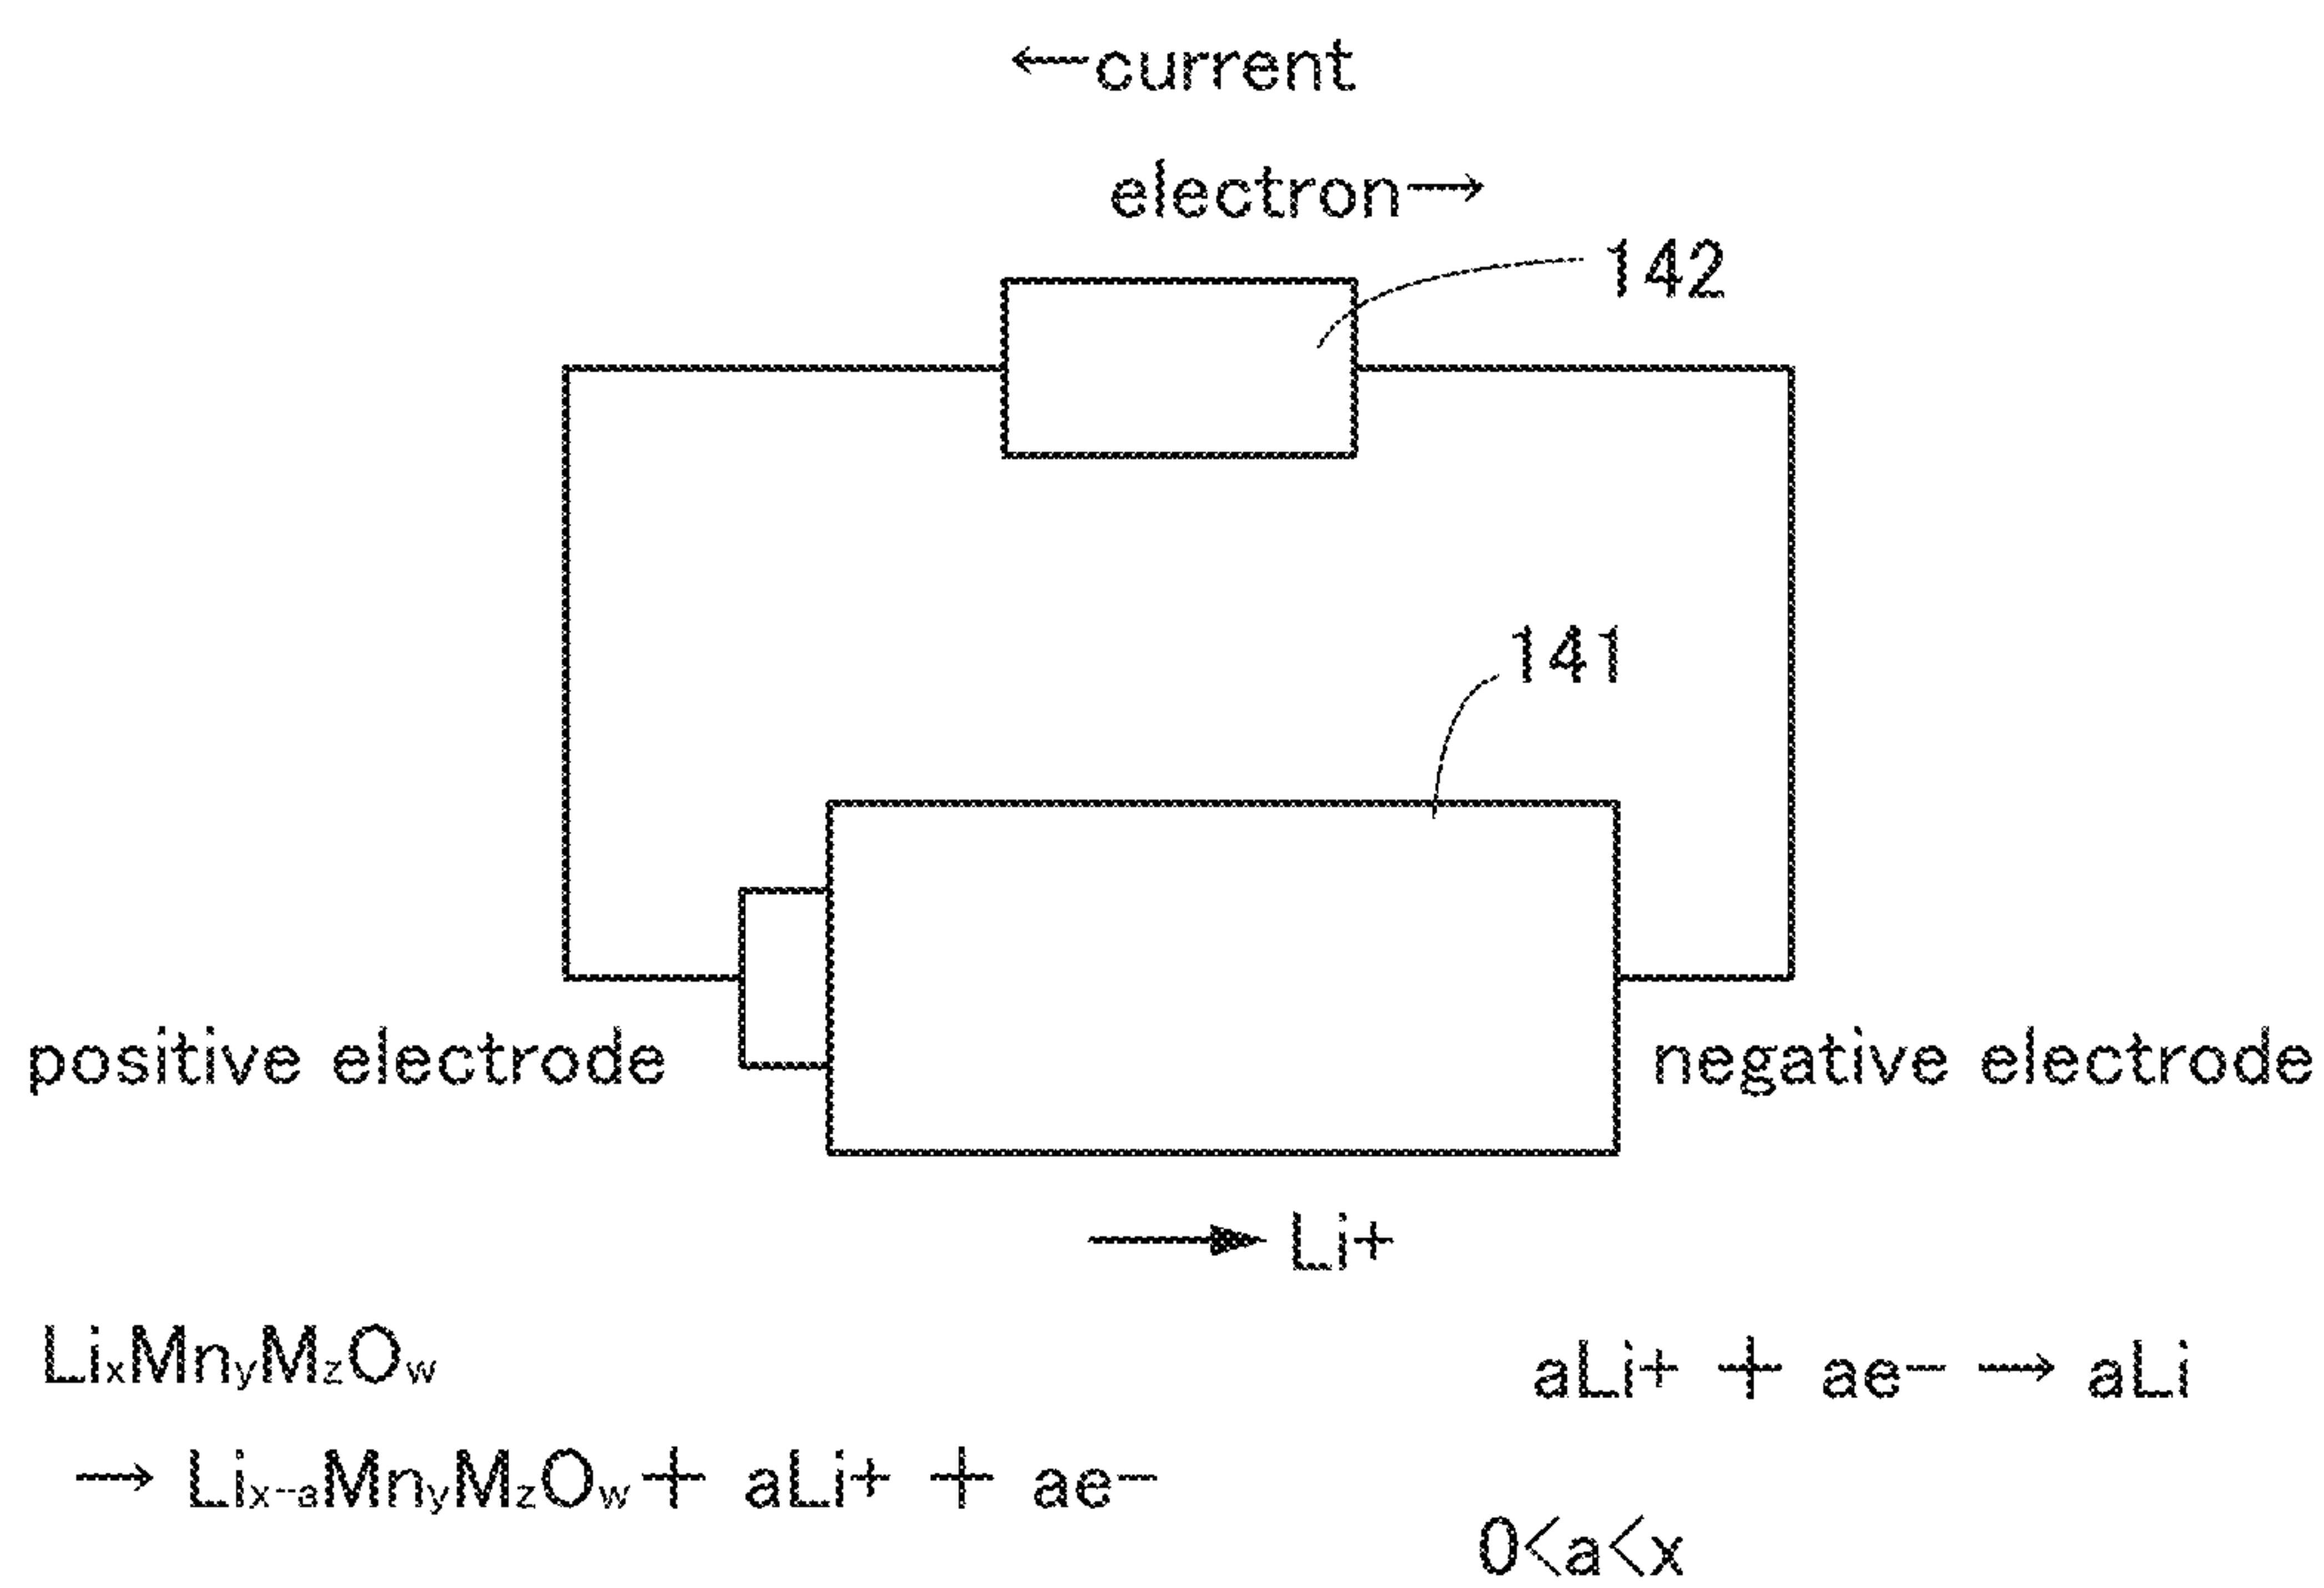 ←current
electron→
142
141
positive electrode
negative electrode
→ Li+
LixMnyMzOw
→ Lix-aMnyMzOw + aLi+ + ae-
aLi+ + ae- → aLi
0<a<x